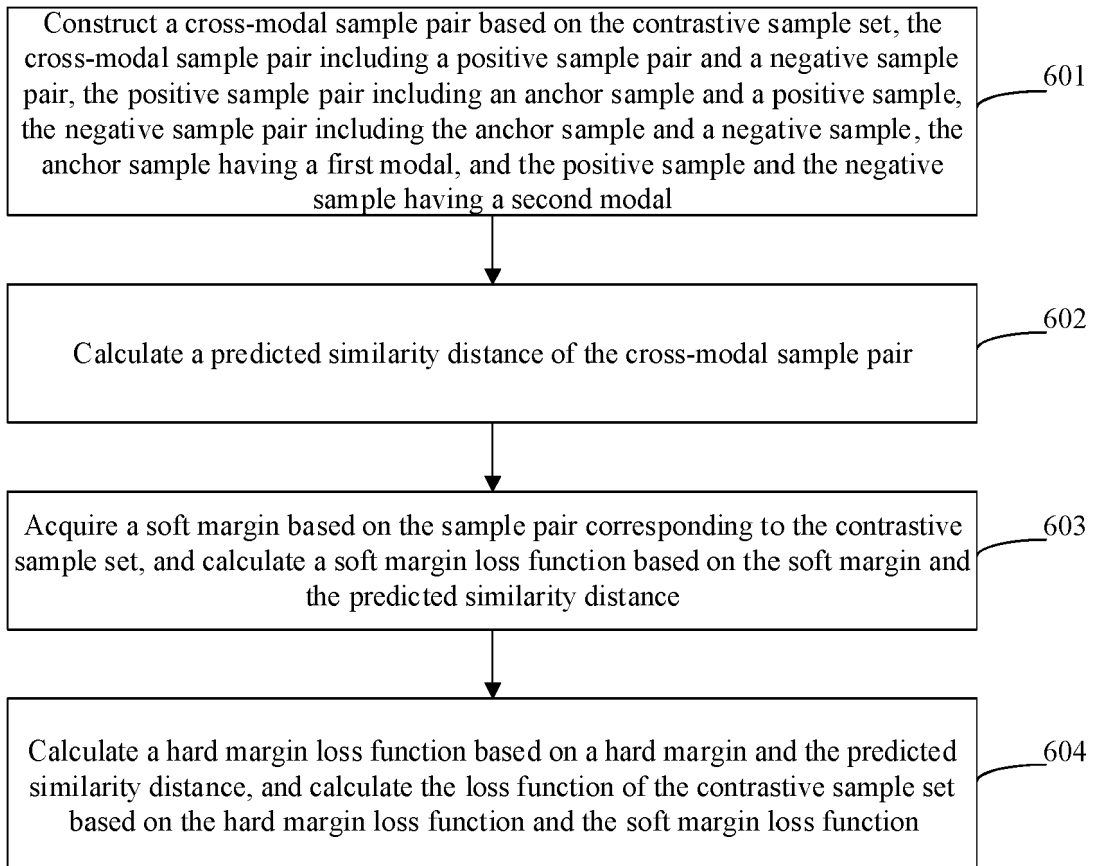 Construct a cross-modal sample pair based on the contrastive sample set, the
cross-modal sample pair including a positive sample pair and a negative sample
pair, the positive sample pair including an anchor sample and a positive sample,
the negative sample pair including the anchor sample and a negative sample, the
anchor sample having a first modal, and the positive sample and the negative
sample having a second modal
601
Calculate a predicted similarity distance of the cross-modal sample pair
602
Acquire a soft margin based on the sample pair corresponding to the contrastive
sample set, and calculate a soft margin loss function based on the soft margin and
the predicted similarity distance
603
Calculate a hard margin loss function based on a hard margin and the predicted
similarity distance, and calculate the loss function of the contrastive sample set
based on the hard margin loss function and the soft margin loss function
604